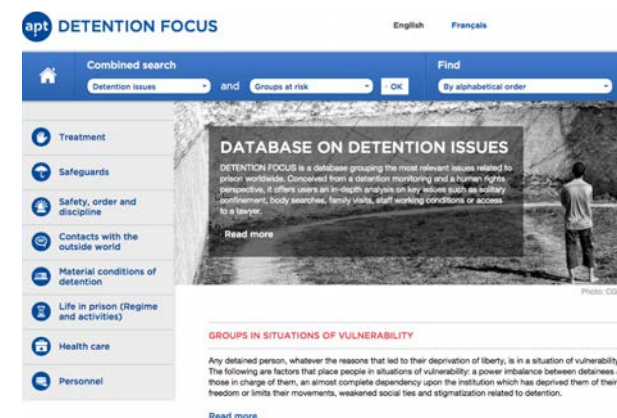 apt DETENTION FOCUS
English Français
Combined search
Find
Detention issues and Groups at risk OK By alphabetical order
Treatment
Safeguards
Safety, order and
discipline
Contacts with the
outside world
Material conditions of
detention
Life in prison (Regime
and activities)
Health care
Personnel
DATABASE ON DETENTION ISSUES
DETENTION FOCUS is a database grouping the most relevant issues related to
prison worldwide. Conceived from a detention monitoring and a human rights
perspective, it offers users an in-depth analysis on key issues such as solitary
confinement, body searches, family visits, staff working conditions or access
to a lawyer.
Read more
Photo: CG
GROUPS IN SITUATIONS OF VULNERABILITY
Any detained person, whatever the reasons that led to their deprivation of liberty, is in a situation of vulnerability
The following are factors that place people in situations of vulnerability: a power imbalance between detainees
those in charge of them, an almost complete dependency upon the institution which has deprived them of their
freedom or limits their movements, weakened social ties and stigmatization related to detention.
Read more